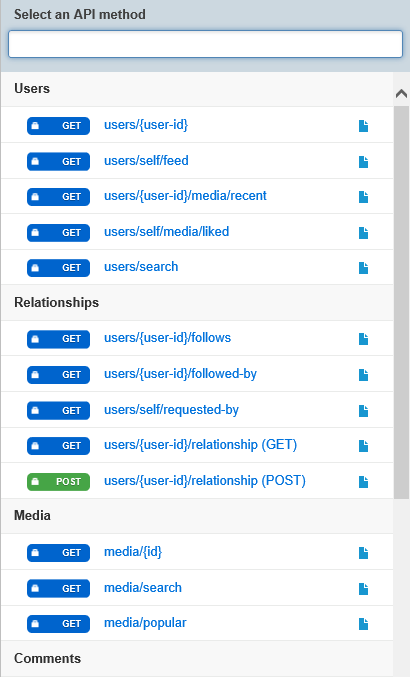 Select an API method
Users
GET users/{user-id}
GET users/self/feed
GET users/{user-id}/media/recent
GET users/self/media/liked
GET users/search
Relationships
GET users/{user-id}/follows
GET users/{user-id}/followed-by
GET users/self/requested-by
GET users/{user-id}/relationship (GET)
POST users/{user-id}/relationship (POST)
Media
GET media/{id}
GET media/search
GET media/popular
Comments